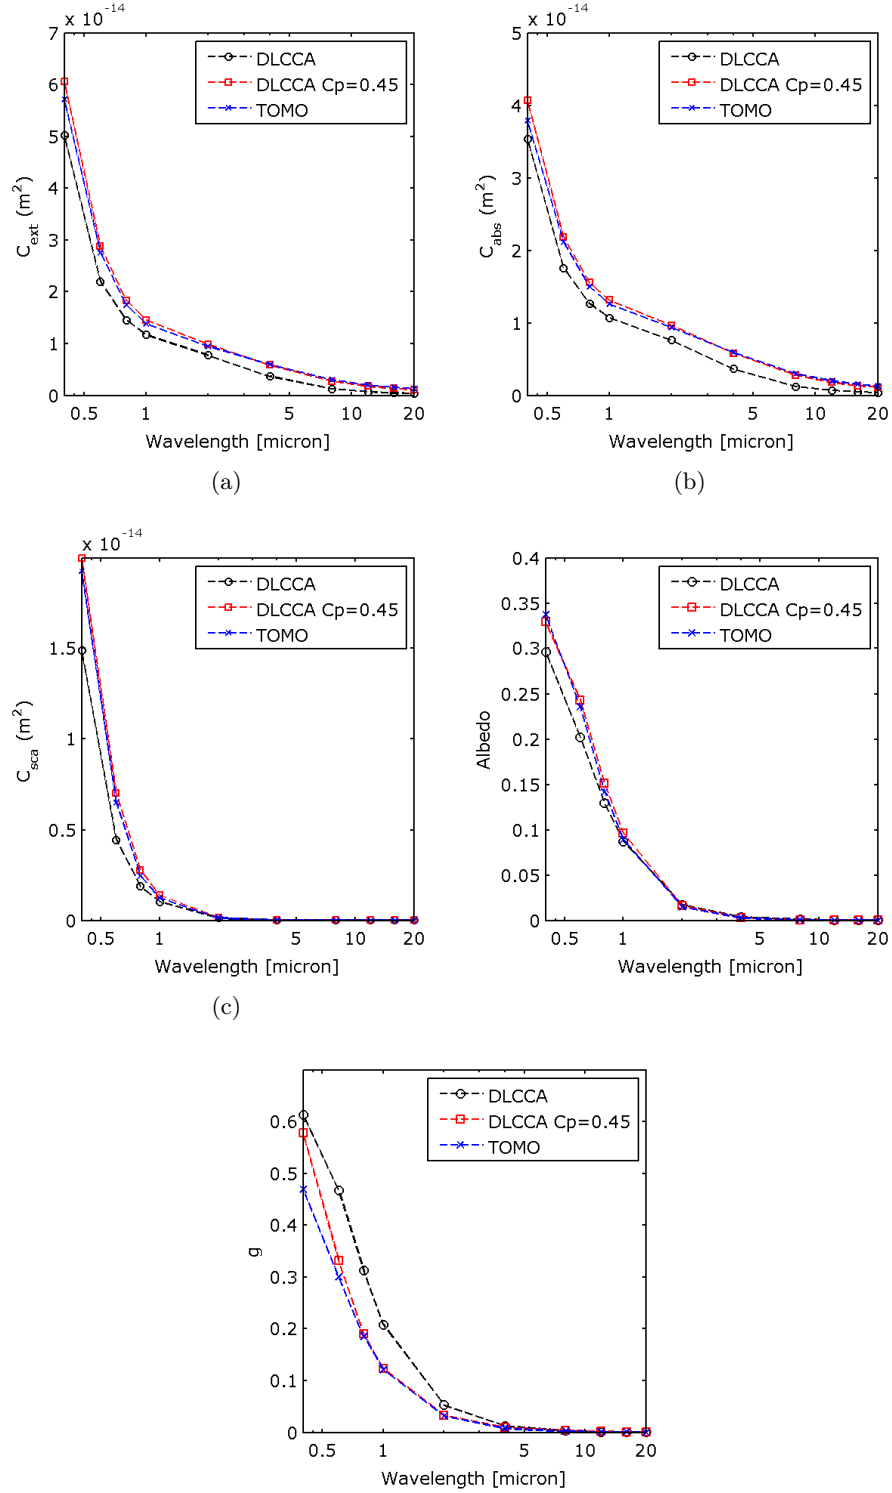 x 10⁻¹⁴
7
6
5
4
3
2
1
0
C_ext (m²)
DLCCA
DLCCA Cp=0.45
TOMO
0.5 1 5 10 20
Wavelength [micron]
(a)
x 10⁻¹⁴
5
4
3
2
1
0
C_abs (m²)
DLCCA
DLCCA Cp=0.45
TOMO
0.5 1 5 10 20
Wavelength [micron]
(b)
x 10⁻¹⁴
1.5
1
0.5
0
C_sca (m²)
DLCCA
DLCCA Cp=0.45
TOMO
0.5 1 5 10 20
Wavelength [micron]
(c)
0.4
0.35
0.3
0.25
0.2
0.15
0.1
0.05
0
Albedo
DLCCA
DLCCA Cp=0.45
TOMO
0.5 1 5 10 20
Wavelength [micron]
0.6
0.5
0.4
0.3
0.2
0.1
0
g
DLCCA
DLCCA Cp=0.45
TOMO
0.5 1 5 10 20
Wavelength [micron]